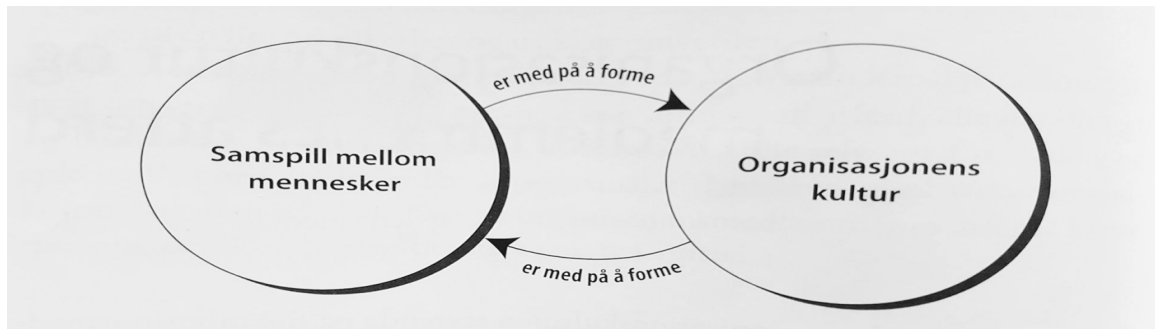 er med på å forme
Samspill mellom
mennesker
Organisasjonens
kultur
er med på å forme